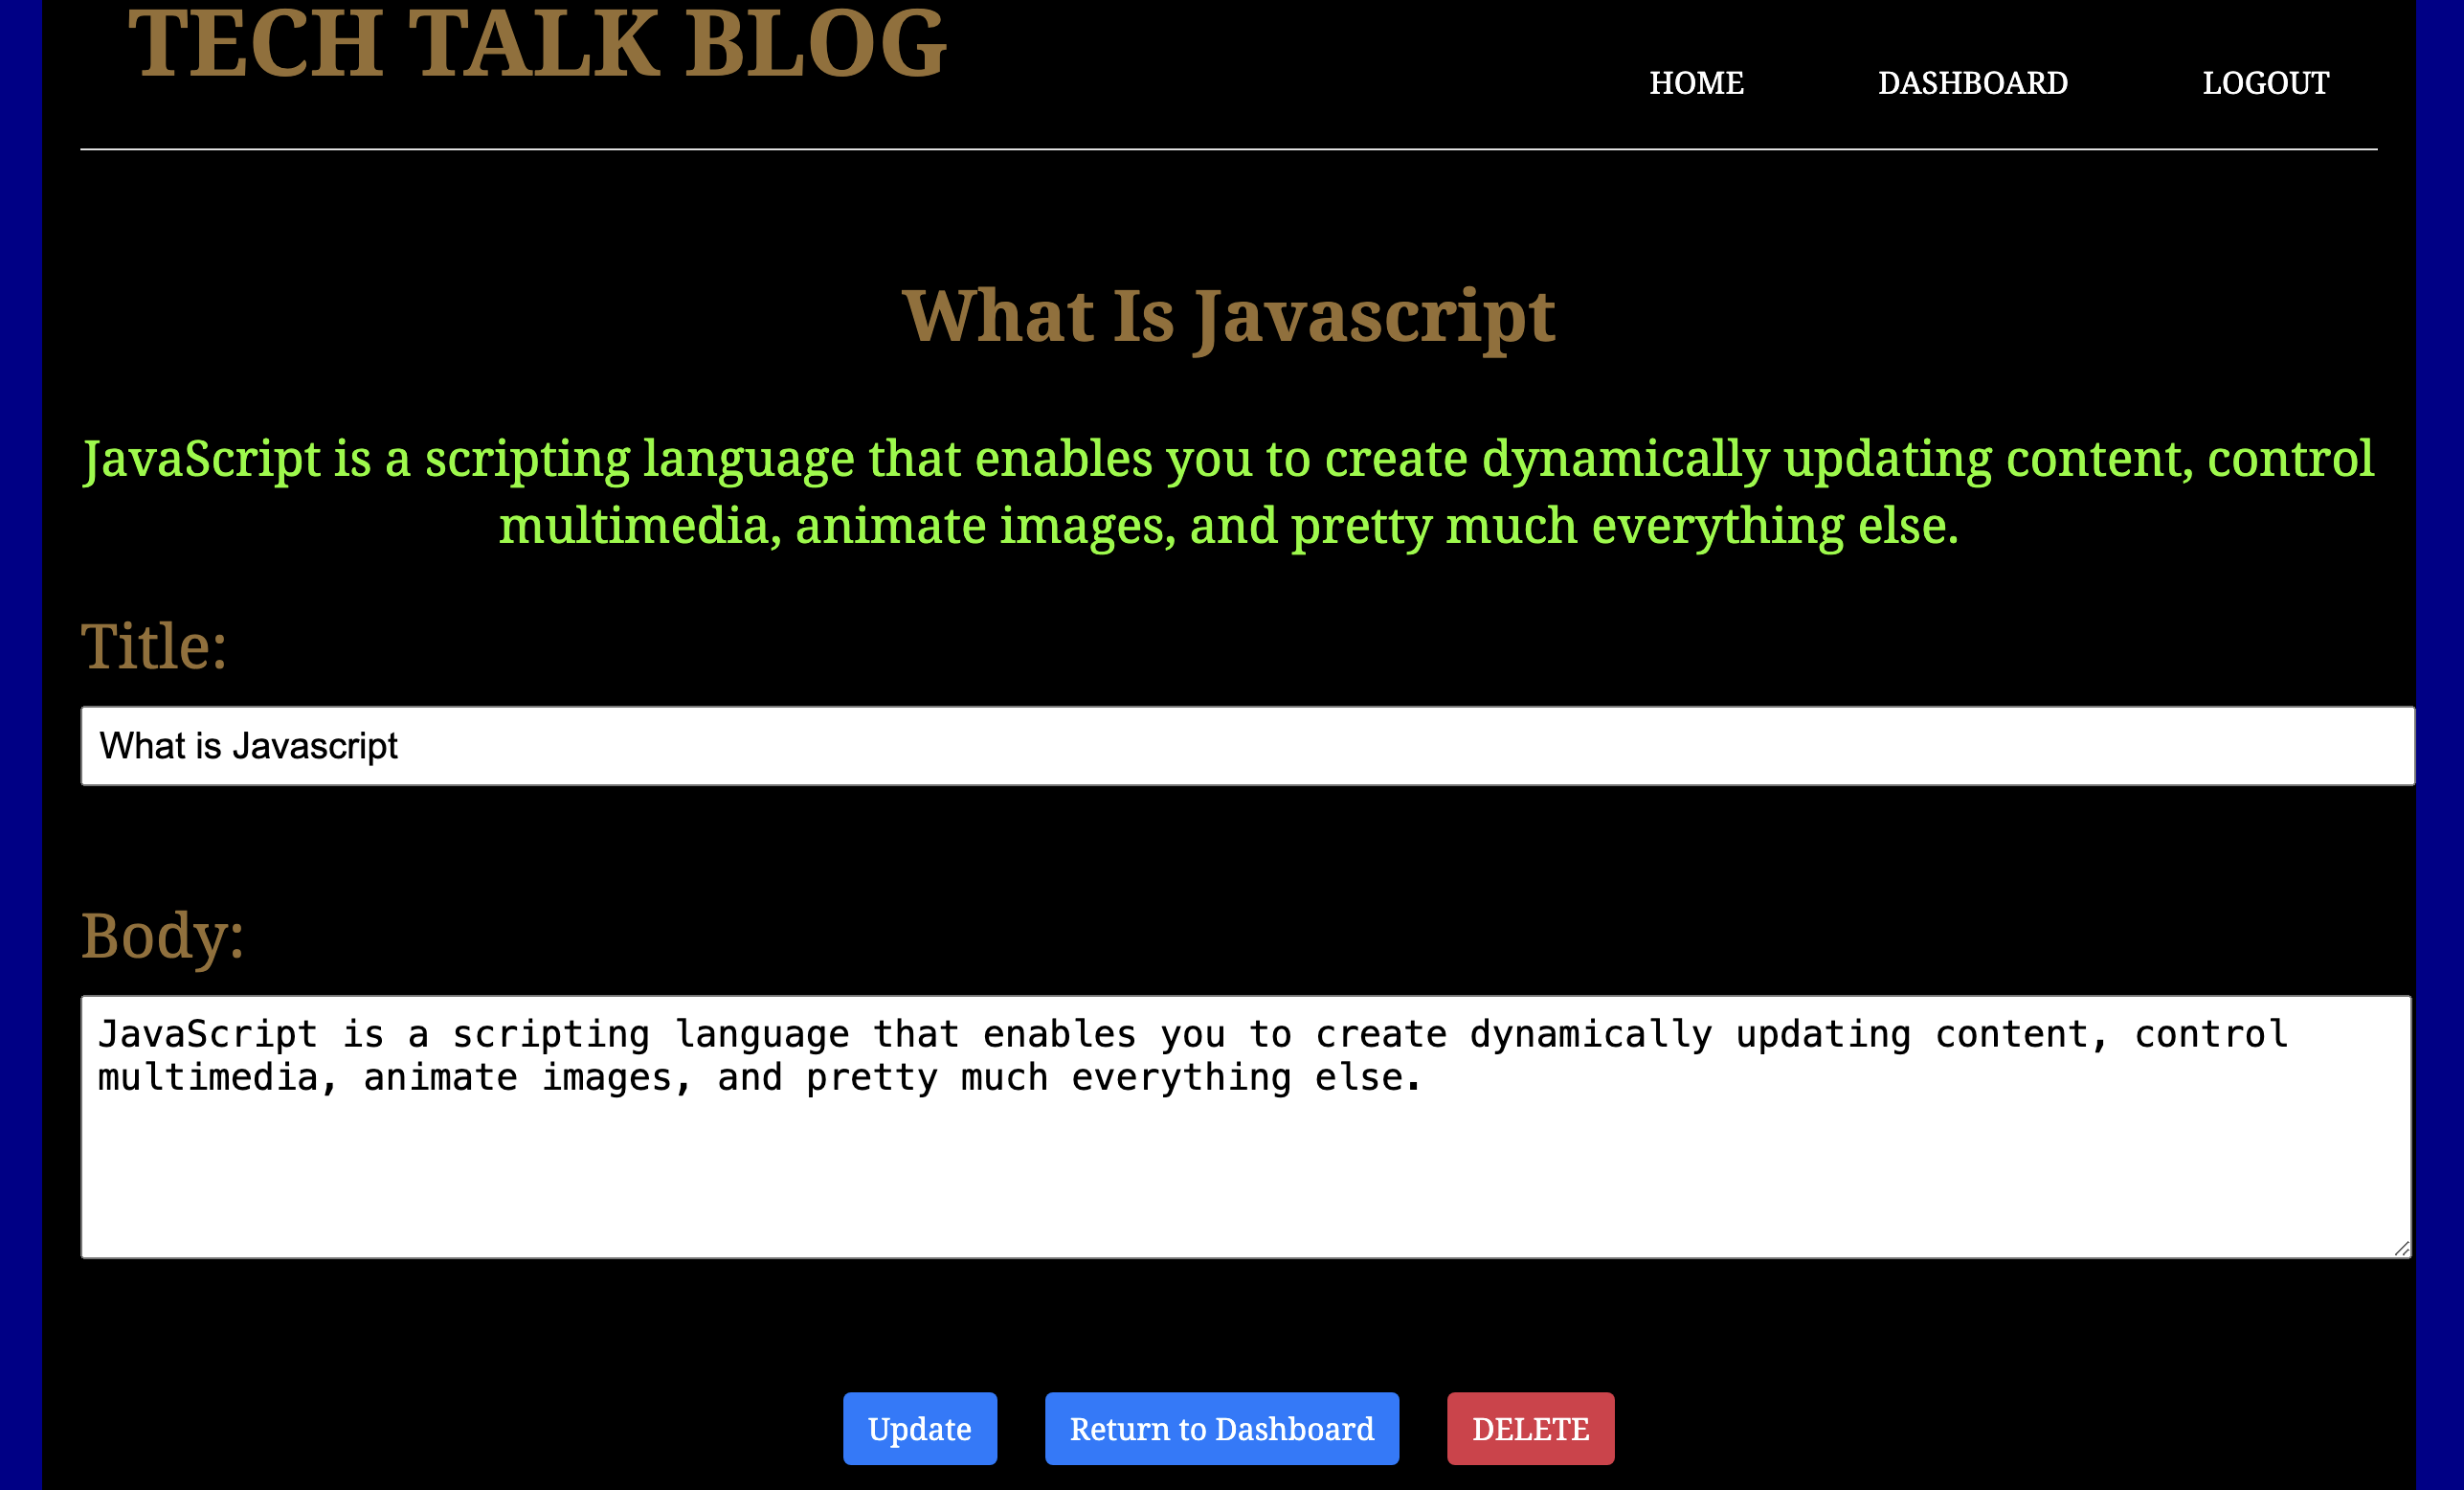 TECH TALK BLOG
HOME DASHBOARD LOGOUT
What Is Javascript
JavaScript is a scripting language that enables you to create dynamically updating content, control
multimedia, animate images, and pretty much everything else.
Title:
What is Javascript
Body:
JavaScript is a scripting language that enables you to create dynamically updating content, control
multimedia, animate images, and pretty much everything else.
Update Return to Dashboard DELETE